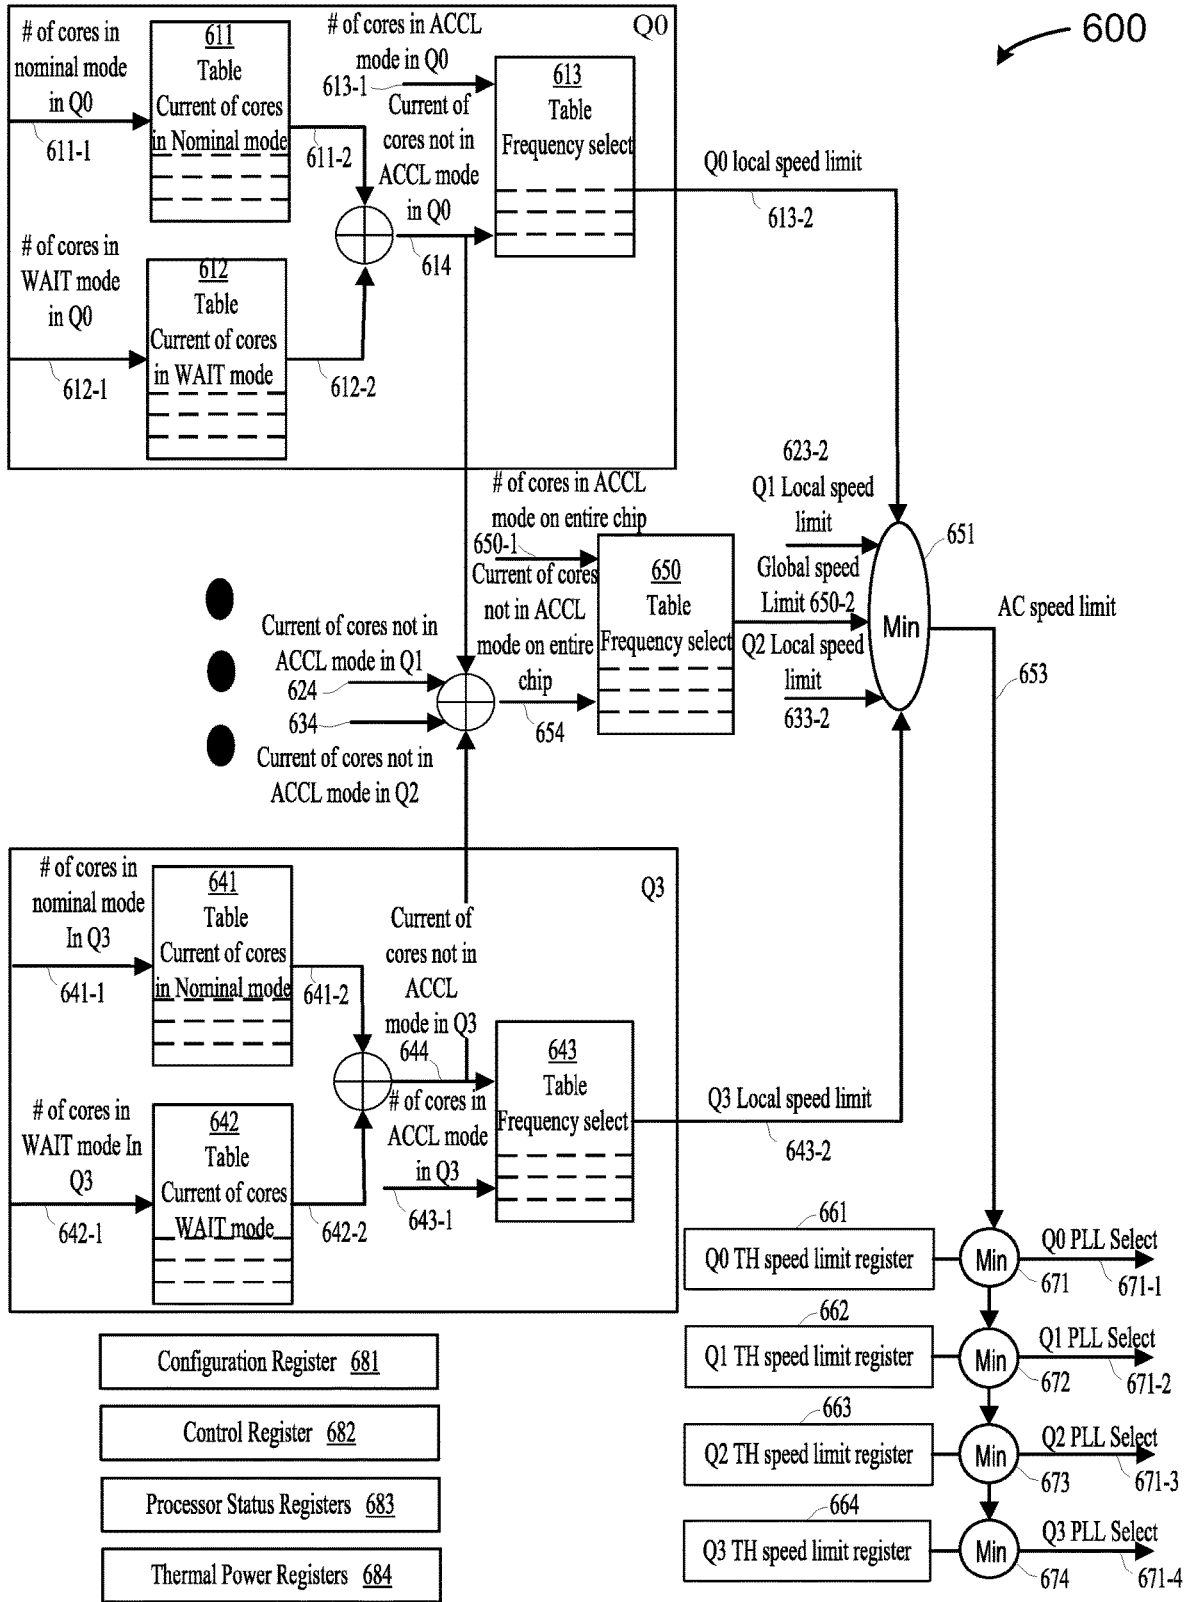 600
Q0
# of cores in
nominal mode
in Q0
611-1
611
Table
Current of cores
in Nominal mode
611-2
# of cores in ACCL
mode in Q0
613-1
Current of
cores not in
ACCL mode
in Q0
614
613
Table
Frequency select
Q0 local speed limit
613-2
# of cores in
WAIT mode
in Q0
612-1
612
Table
Current of cores
in WAIT mode
612-2
# of cores in ACCL
mode on entire chip
650-1
Current of cores
not in ACCL
mode on entire
chip
654
650
Table
Frequency select
623-2
Q1 Local speed
limit
Global speed
Limit 650-2
Q2 Local speed
limit
633-2
651
Min
AC speed limit
653
Current of cores not in
ACCL mode in Q1
624
634
Current of cores not in
ACCL mode in Q2
Q3
# of cores in
nominal mode
In Q3
641-1
641
Table
Current of cores
in Nominal mode
641-2
Current of
cores not in
ACCL
mode in Q3
644
# of cores in
ACCL mode
in Q3
643-1
643
Table
Frequency select
Q3 Local speed limit
643-2
# of cores in
WAIT mode In
Q3
642-1
642
Table
Current of cores
WAIT mode
642-2
661
Q0 TH speed limit register
Min
671
Q0 PLL Select
671-1
662
Q1 TH speed limit register
Min
672
Q1 PLL Select
671-2
663
Q2 TH speed limit register
Min
673
Q2 PLL Select
671-3
664
Q3 TH speed limit register
Min
674
Q3 PLL Select
671-4
Configuration Register 681
Control Register 682
Processor Status Registers 683
Thermal Power Registers 684